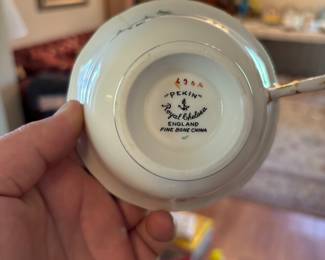 "PEKIN"
Royal Chelsea
ENGLAND
FINE BONE CHINA